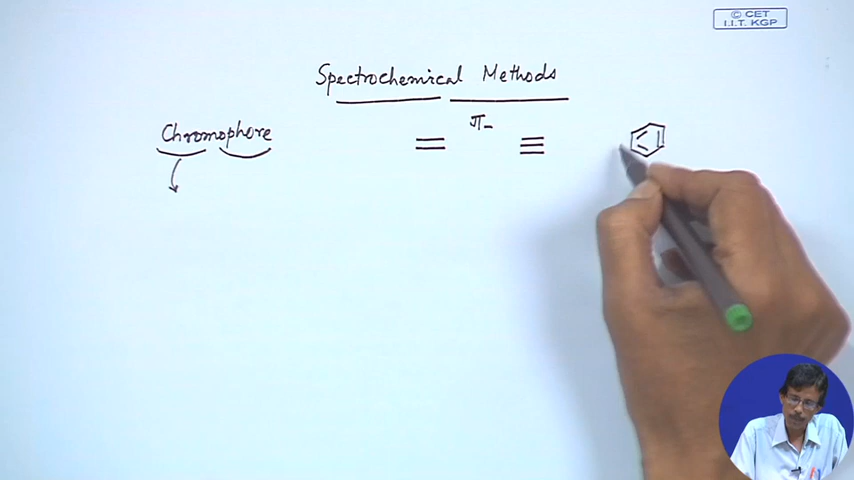 © CET
I.I.T. KGP
Spectrochemical Methods
Chromophore
π-